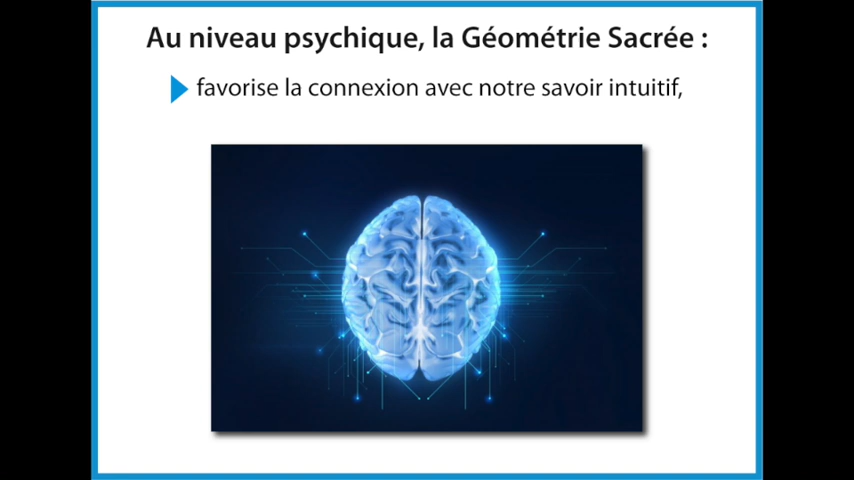 Au niveau psychique, la Géométrie Sacrée :
favorise la connexion avec notre savoir intuitif,